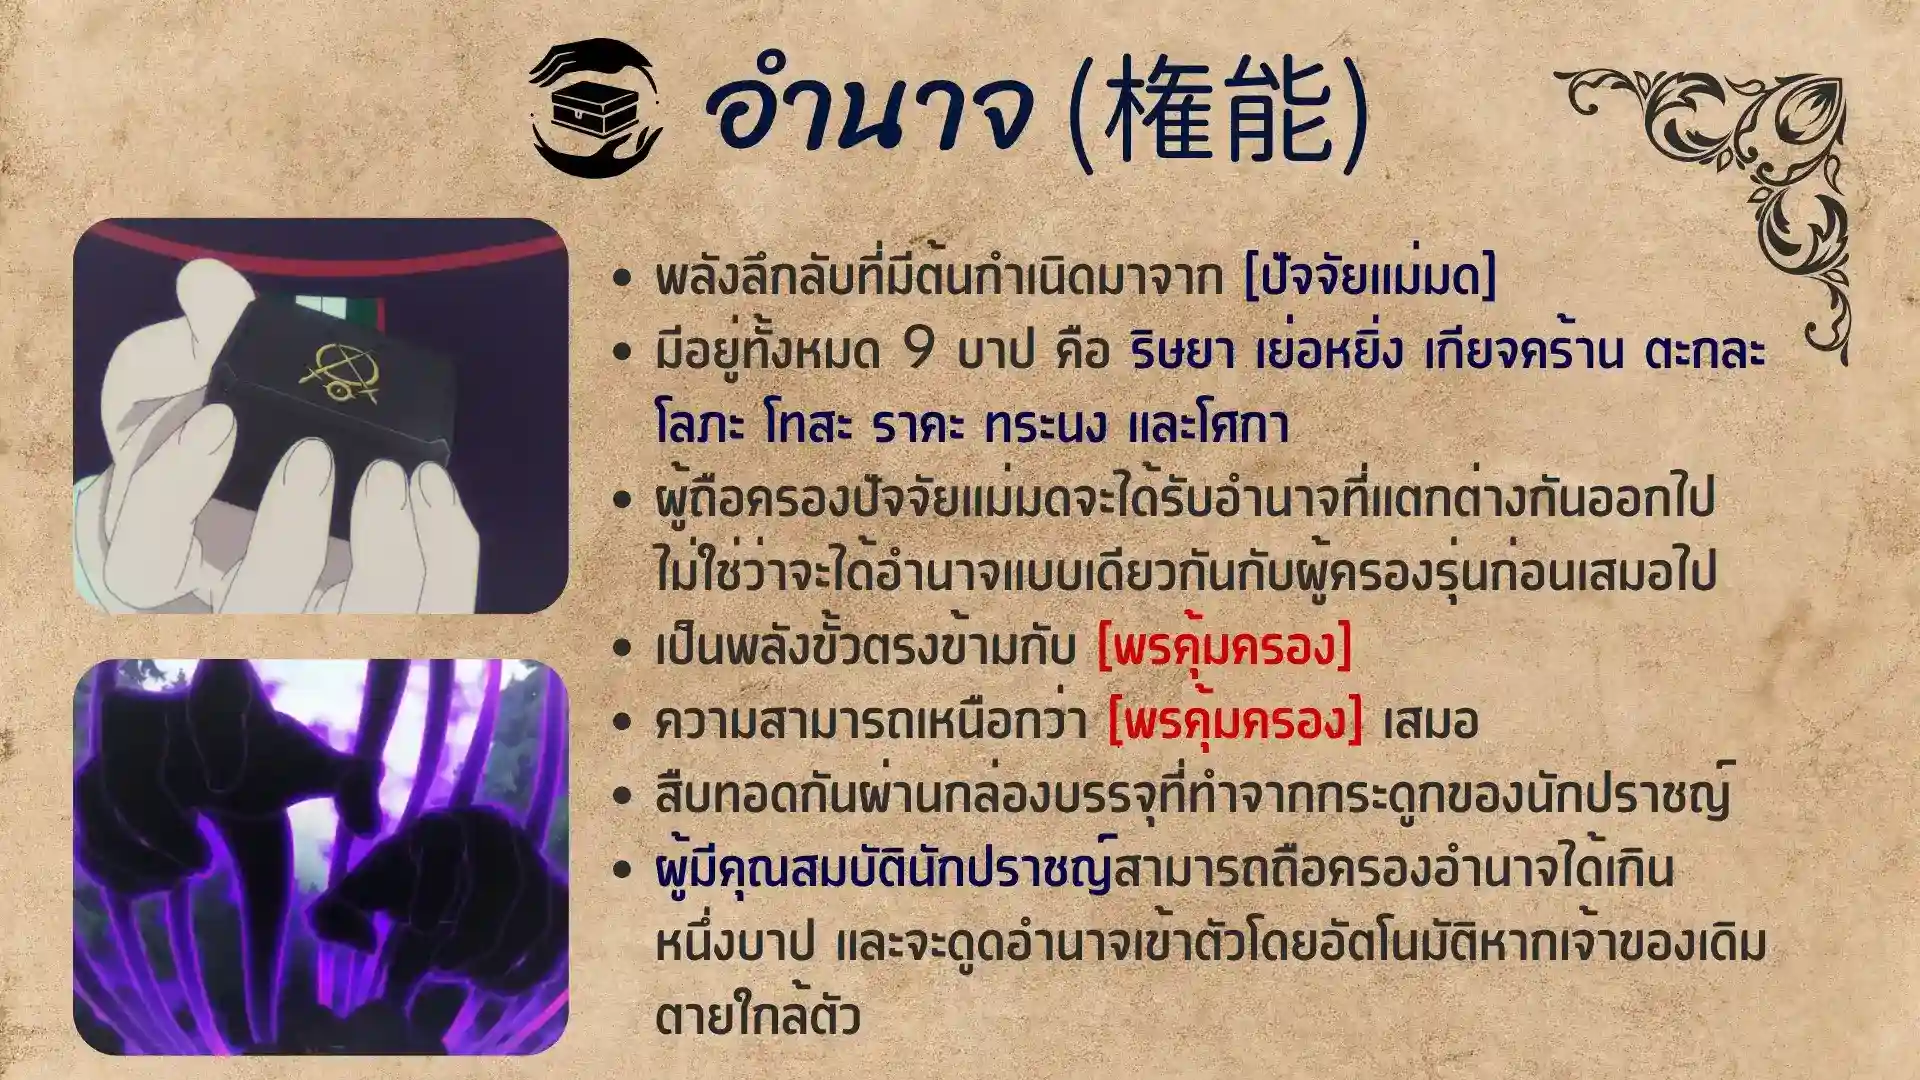 อำนาจ (権能)
• พลังลึกลับที่มีต้นกำเนิดมาจาก [ปัจจัยแม่มด]
• มีอยู่ทั้งหมด 9 บาป คือ ริษยา เย่อหยิ่ง เกียจคร้าน ตะกละ
โลภะ โทสะ ราคะ ทระนง และโศกา
• ผู้ถือครองปัจจัยแม่มดจะได้รับอำนาจที่แตกต่างกันออกไป
ไม่ใช่ว่าจะได้อำนาจแบบเดียวกันกับผู้ครองรุ่นก่อนเสมอไป
• เป็นพลังขั้วตรงข้ามกับ [พรคุ้มครอง]
• ความสามารถเหนือกว่า [พรคุ้มครอง] เสมอ
• สืบทอดกันผ่านกล่องบรรจุที่ทำจากกระดูกของนักปราชญ์
• ผู้มีคุณสมบัตินักปราชญ์สามารถถือครองอำนาจได้เกิน
หนึ่งบาป และจะดูดอำนาจเข้าตัวโดยอัตโนมัติหากเจ้าของเดิม
ตายใกล้ตัว